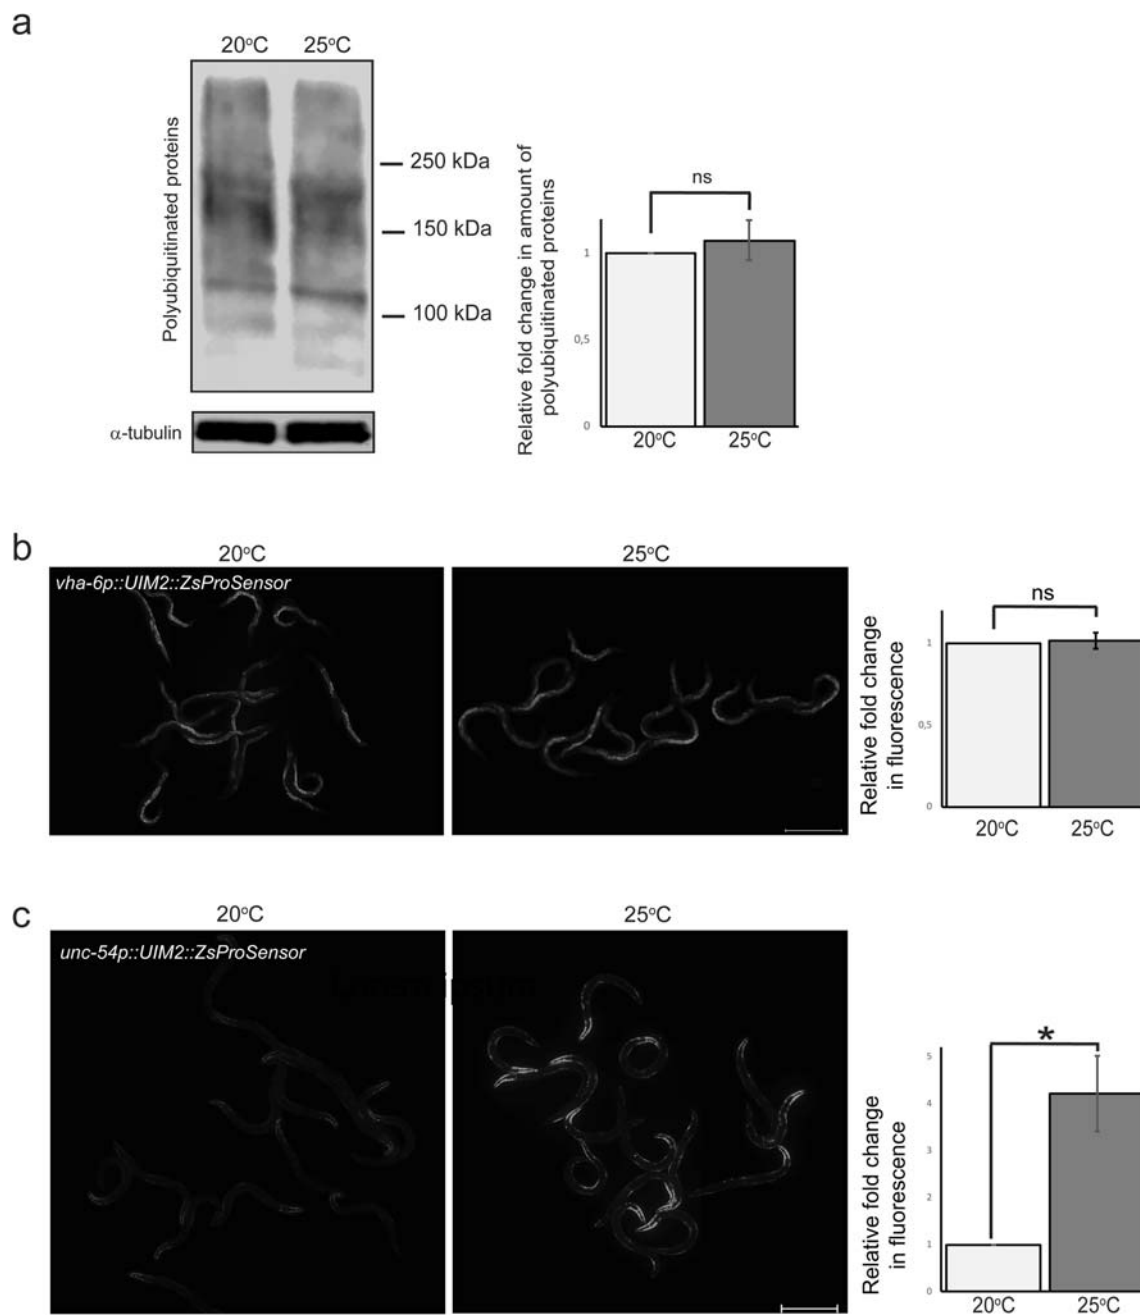 a
20°C 25°C
Polyubiquitinated proteins
250 kDa
150 kDa
100 kDa
α-tubulin
Relative fold change in amount of
polyubiquitinated proteins
ns
1
0,5
0
20°C 25°C
b
20°C 25°C
vha-6p::UIM2::ZsProSensor
Relative fold change
in fluorescence
ns
1
0,5
0
20°C 25°C
c
20°C 25°C
unc-54p::UIM2::ZsProSensor
Lorem ipsum
Relative fold change
in fluorescence
*
5
4
3
2
1
0
20°C 25°C